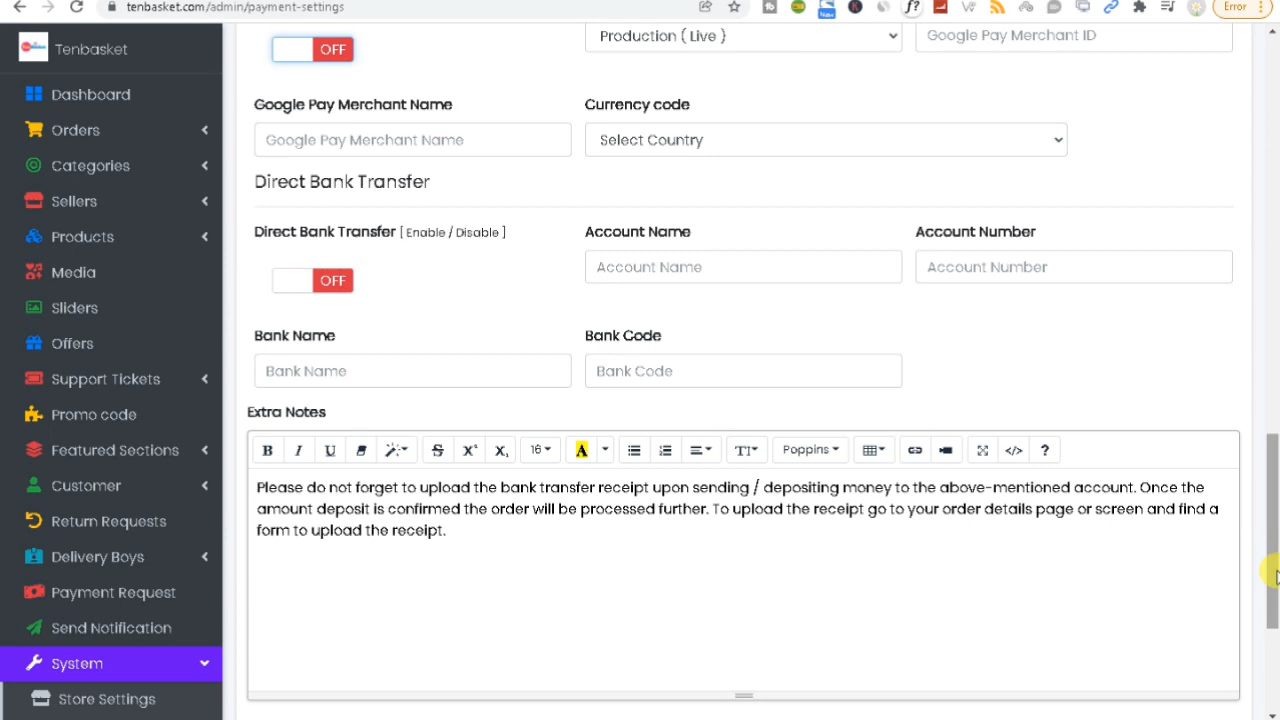 tenbasket.com/admin/payment-settings
Error
Tenbasket
Dashboard
Orders
Categories
Sellers
Products
Media
Sliders
Offers
Support Tickets
Promo code
Featured Sections
Customer
Return Requests
Delivery Boys
Payment Request
Send Notification
System
Store Settings
OFF
Production ( Live )
Google Pay Merchant ID
Google Pay Merchant Name
Currency code
Google Pay Merchant Name
Select Country
Direct Bank Transfer
Direct Bank Transfer [ Enable / Disable ]
Account Name
Account Number
OFF
Account Name
Account Number
Bank Name
Bank Code
Bank Name
Bank Code
Extra Notes
B I U S X² X, 16 A T! Poppins </> ?
Please do not forget to upload the bank transfer receipt upon sending / depositing money to the above-mentioned account. Once the
amount deposit is confirmed the order will be processed further. To upload the receipt go to your order details page or screen and find a
form to upload the receipt.